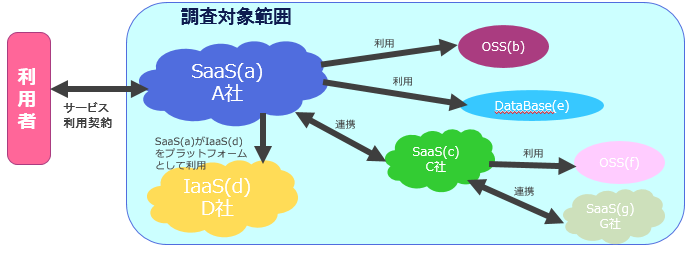 調査対象範囲
利用者
サービス
利用契約
SaaS(a)
A社
利用
OSS(b)
利用
DataBase(e)
連携
SaaS(a)がIaaS(d)
をプラットフォーム
として利用
IaaS(d)
D社
SaaS(c)
C社
利用
OSS(f)
連携
SaaS(g)
G社